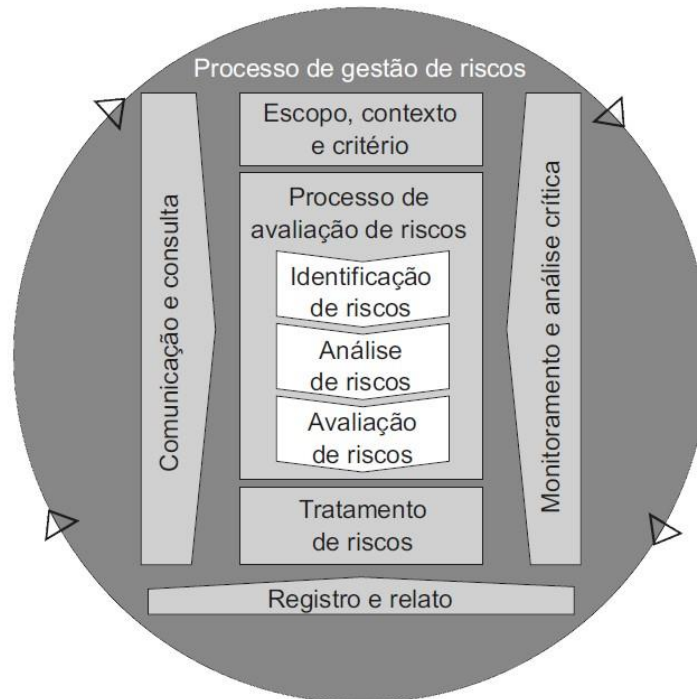 Processo de gestão de riscos
Escopo, contexto
e critério
Processo de
avaliação de riscos
Identificação
de riscos
Análise
de riscos
Avaliação
de riscos
Tratamento
de riscos
Comunicação e consulta
Monitoramento e análise crítica
Registro e relato